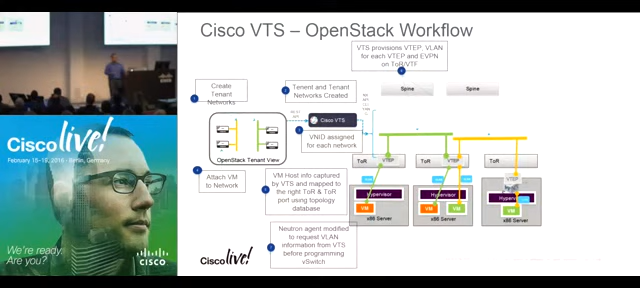 Cisco VTS – OpenStack Workflow
VTS provisions VTEP, VLAN
for each VTEP and EVPN
on ToR/VTF
Create
Tenant
Networks
Tenent and Tenant
Networks Created
Spine
Spine
Cisco VTS
VNID assigned
for each network
OpenStack Tenant View
ToR
VTEP
ToR
VTEP
ToR
VTEP
Attach VM
to Network
VM Host info captured
by VTS and mapped to
the right ToR & ToR
port using topology
database
Hypervisor
Hypervisor
Hypervisor
VM
VM
VM
VM
VM
x86 Server
x86 Server
x86 Server
Neutron agent modified
to request VLAN
information from VTS
before programming
vSwitch
Cisco live!
Cisco live!
February 15-19, 2016 • Berlin, Germany
We're ready.
Are you?
CISCO